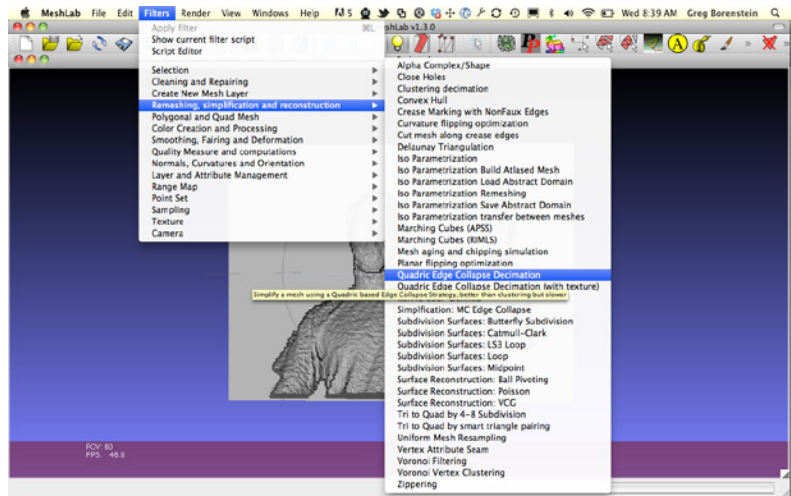 MeshLab File Edit Filters Render View Windows Help
Wed 8:39 AM Greg Borenstein
shLab v1.3.0
Apply filter
Show current filter script
Script Editor
Selection
Cleaning and Repairing
Create New Mesh Layer
Remeshing, simplification and reconstruction
Polygonal and Quad Mesh
Color Creation and Processing
Smoothing, Fairing and Deformation
Quality Measure and computations
Normals, Curvatures and Orientation
Layer and Attribute Management
Range Map
Point Set
Sampling
Texture
Camera
Alpha Complex/Shape
Close Holes
Clustering decimation
Convex Hull
Crease Marking with NonFaux Edges
Curvature flipping optimization
Cut mesh along crease edges
Delaunay Triangulation
Iso Parametrization
Iso Parametrization Build Atlased Mesh
Iso Parametrization Load Abstract Domain
Iso Parametrization Remeshing
Iso Parametrization Save Abstract Domain
Iso Parametrization transfer between meshes
Marching Cubes (APSS)
Marching Cubes (RIMLS)
Mesh aging and chipping simulation
Planar flipping optimization
Quadric Edge Collapse Decimation
Quadric Edge Collapse Decimation (with texture)
Simplify a mesh using a Quadric based Edge Collapse Strategy, better than clustering but slower
Simplification: MC Edge Collapse
Subdivision Surfaces: Butterfly Subdivision
Subdivision Surfaces: Catmull-Clark
Subdivision Surfaces: LS3 Loop
Subdivision Surfaces: Loop
Subdivision Surfaces: Midpoint
Surface Reconstruction: Ball Pivoting
Surface Reconstruction: Poisson
Surface Reconstruction: VCG
Tri to Quad by 4-8 Subdivision
Tri to Quad by smart triangle pairing
Uniform Mesh Resampling
Vertex Attribute Seam
Voronoi Filtering
Voronoi Vertex Clustering
Zippering
FOV: 60
FPS: 46.8